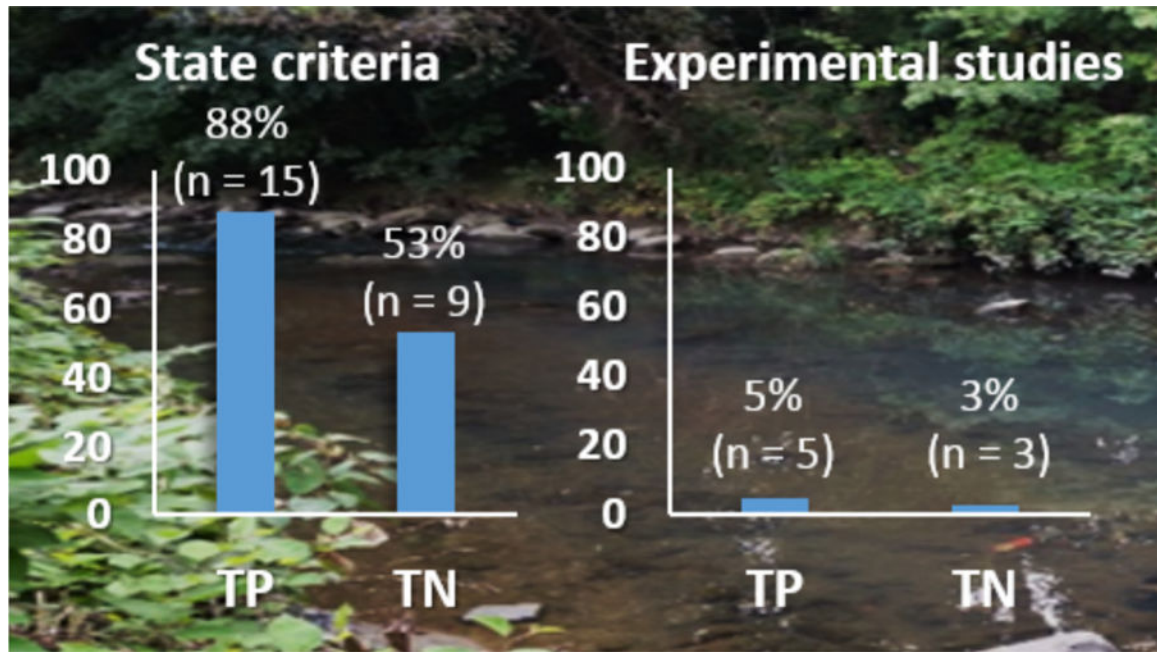 State criteria
88%
(n = 15)
53%
(n = 9)
100
80
60
40
20
0
TP TN
Experimental studies
5%
(n = 5)
3%
(n = 3)
100
80
60
40
20
0
TP TN